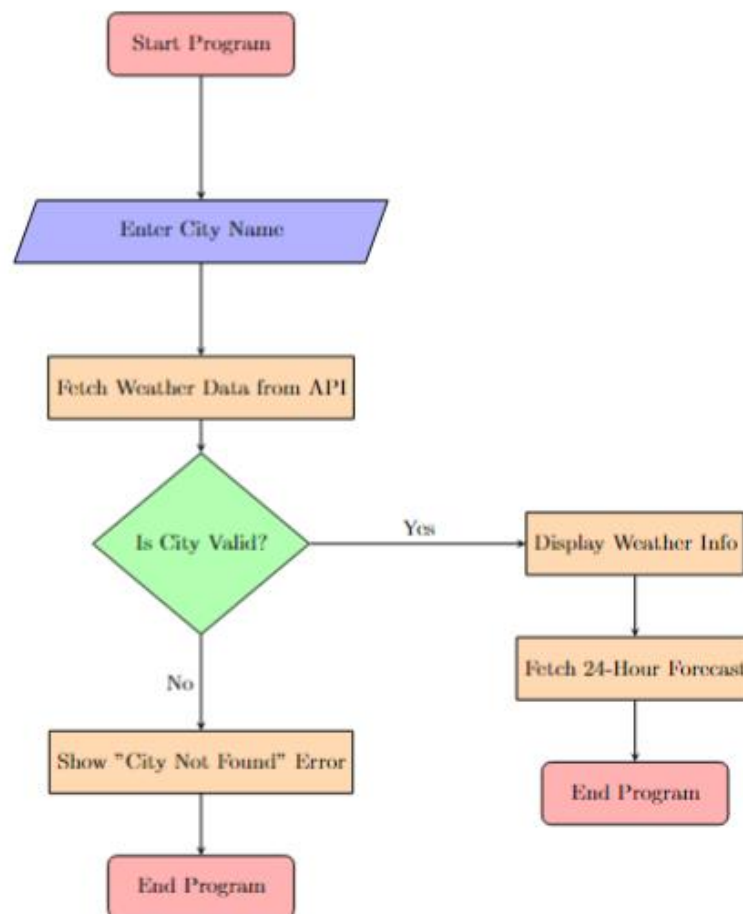 Start Program
Enter City Name
Fetch Weather Data from API
Is City Valid?
Yes
Display Weather Info
Fetch 24-Hour Forecast
End Program
No
Show "City Not Found" Error
End Program